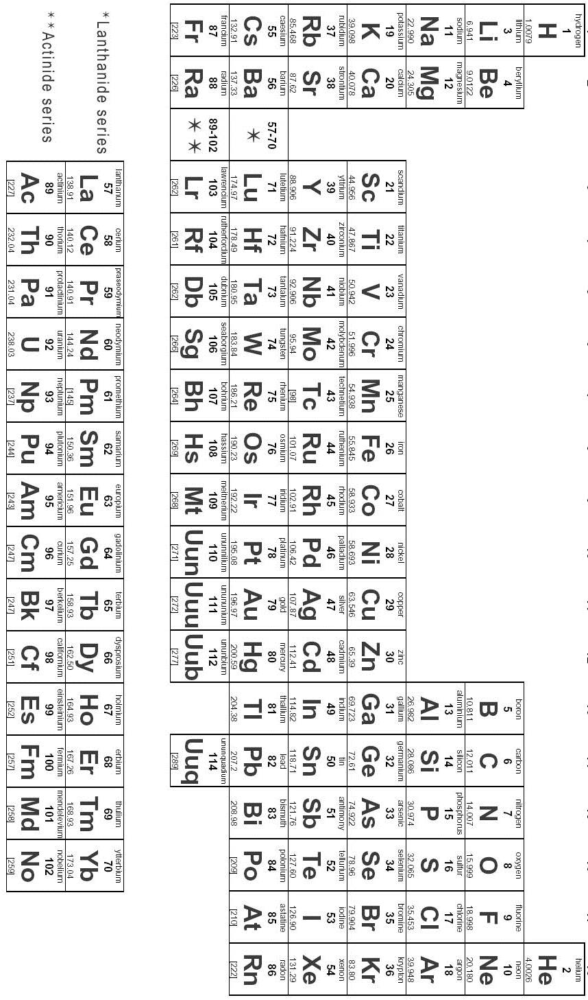 hydrogen helium
1 2
H He
1.0079 4.0026
lithium beryllium boron carbon nitrogen oxygen fluorine neon
3 4 5 6 7 8 9 10
Li Be B C N O F Ne
6.941 9.0122 10.811 12.011 14.007 15.999 18.998 20.180
sodium magnesium aluminium silicon phosphorus sulfur chlorine argon
11 12 13 14 15 16 17 18
Na Mg Al Si P S Cl Ar
22.990 24.305 26.982 28.086 30.974 32.065 35.453 39.948
potassium calcium scandium titanium vanadium chromium manganese iron cobalt nickel copper zinc gallium germanium arsenic selenium bromine krypton
19 20 21 22 23 24 25 26 27 28 29 30 31 32 33 34 35 36
K Ca Sc Ti V Cr Mn Fe Co Ni Cu Zn Ga Ge As Se Br Kr
39.098 40.078 44.956 47.867 50.942 51.996 54.938 55.845 58.933 58.693 63.546 65.39 69.723 72.61 74.922 78.96 79.904 83.80
rubidium strontium yttrium zirconium niobium molybdenum technetium ruthenium rhodium palladium silver cadmium indium tin antimony tellurium iodine xenon
37 38 39 40 41 42 43 44 45 46 47 48 49 50 51 52 53 54
Rb Sr Y Zr Nb Mo Tc Ru Rh Pd Ag Cd In Sn Sb Te I Xe
85.468 87.62 88.906 91.224 92.906 95.94 [98] 101.07 102.91 106.42 107.87 112.41 114.82 118.71 121.76 127.60 126.90 131.29
caesium barium lutetium hafnium tantalum tungsten rhenium osmium iridium platinum gold mercury thallium lead bismuth polonium astatine radon
55 56 57-70 71 72 73 74 75 76 77 78 79 80 81 82 83 84 85 86
Cs Ba * Lu Hf Ta W Re Os Ir Pt Au Hg Tl Pb Bi Po At Rn
132.91 137.33 174.97 178.49 180.95 183.84 186.21 190.23 192.22 195.08 196.97 200.59 204.38 207.2 208.98 [209] [210] [222]
francium radium lawrencium rutherfordium dubnium seaborgium bohrium hassium meitnerium ununnilium unununium ununbium ununquadium
87 88 89-102 103 104 105 106 107 108 109 110 111 112 114
Fr Ra * * Lr Rf Db Sg Bh Hs Mt Uun Uuu Uub Uuq
[223] [226] [262] [261] [262] [266] [264] [269] [268] [271] [272] [277] [289]
*Lanthanide series
lanthanum cerium praseodymium neodymium promethium samarium europium gadolinium terbium dysprosium holmium erbium thulium ytterbium
57 58 59 60 61 62 63 64 65 66 67 68 69 70
La Ce Pr Nd Pm Sm Eu Gd Tb Dy Ho Er Tm Yb
138.91 140.12 140.91 144.24 [145] 150.36 151.96 157.25 158.93 162.50 164.93 167.26 168.93 173.04
**Actinide series
actinium thorium protactinium uranium neptunium plutonium americium curium berkelium californium einsteinium fermium mendelevium nobelium
89 90 91 92 93 94 95 96 97 98 99 100 101 102
Ac Th Pa U Np Pu Am Cm Bk Cf Es Fm Md No
[227] 232.04 231.04 238.03 [237] [244] [243] [247] [247] [251] [252] [257] [258] [259]